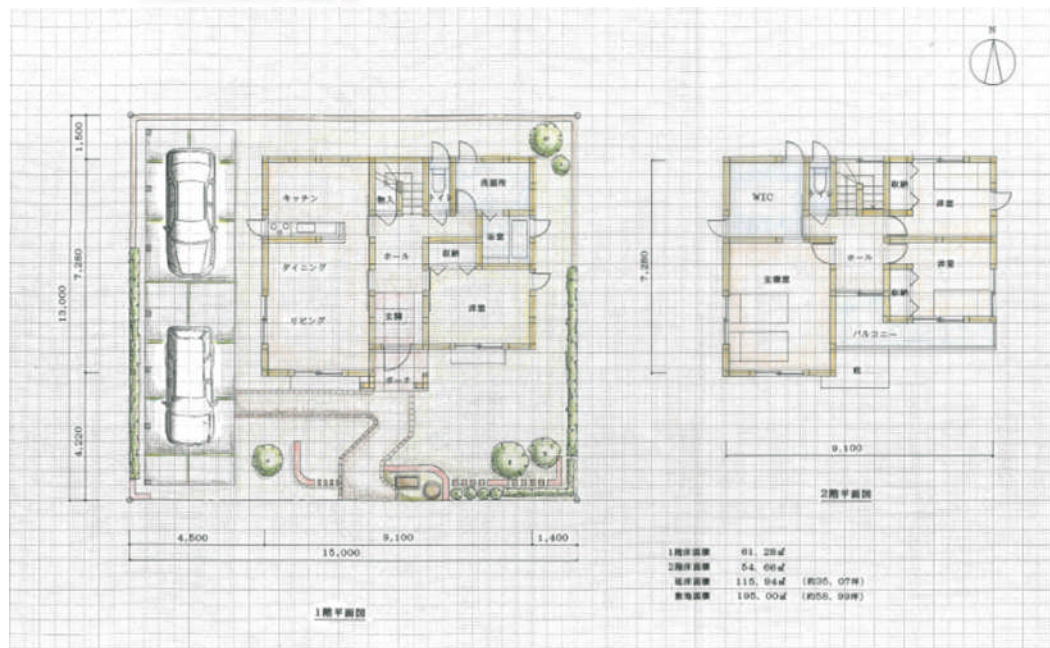 N
1,500
7,280
13,000
4,220
キッチン
物入
トイレ
洗面所
浴室
ダイニング
ホール
収納
リビング
玄関
洋室
ポーチ
4,500
9,100
1,400
15,000
1階平面図
7,280
WIC
トイレ
収納
洋室
主寝室
ホール
洋室
収納
バルコニー
庇
9,100
2階平面図
1階床面積 61.28㎡
2階床面積 54.66㎡
延床面積 115.94㎡ (約35.07坪)
敷地面積 195.00㎡ (約58.99坪)